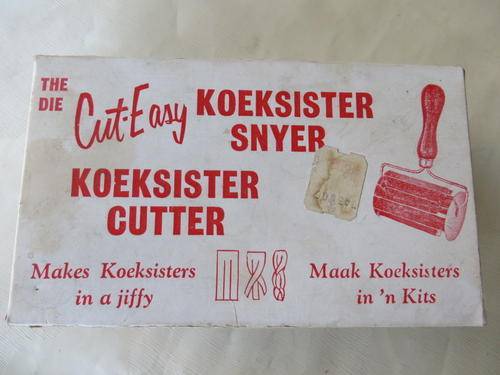 THE
DIE
Cut-Easy
KOEKSISTER
SNYER
KOEKSISTER
CUTTER
Makes Koeksisters
in a jiffy
Maak Koeksisters
in 'n Kits